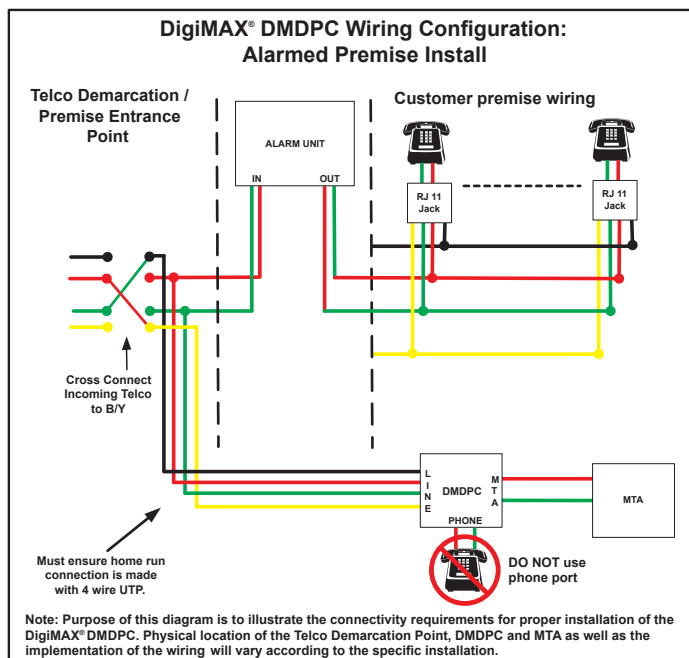 DigiMAX® DMDPC Wiring Configuration:
Alarmed Premise Install
Telco Demarcation /
Premise Entrance
Point
ALARM UNIT
IN
OUT
Customer premise wiring
RJ 11
Jack
RJ 11
Jack
Cross Connect
Incoming Telco
to B/Y
LINE
DMDPC
MTA
PHONE
MTA
Must ensure home run
connection is made
with 4 wire UTP.
DO NOT use
phone port
Note: Purpose of this diagram is to illustrate the connectivity requirements for proper installation of the
DigiMAX® DMDPC. Physical location of the Telco Demarcation Point, DMDPC and MTA as well as the
implementation of the wiring will vary according to the specific installation.